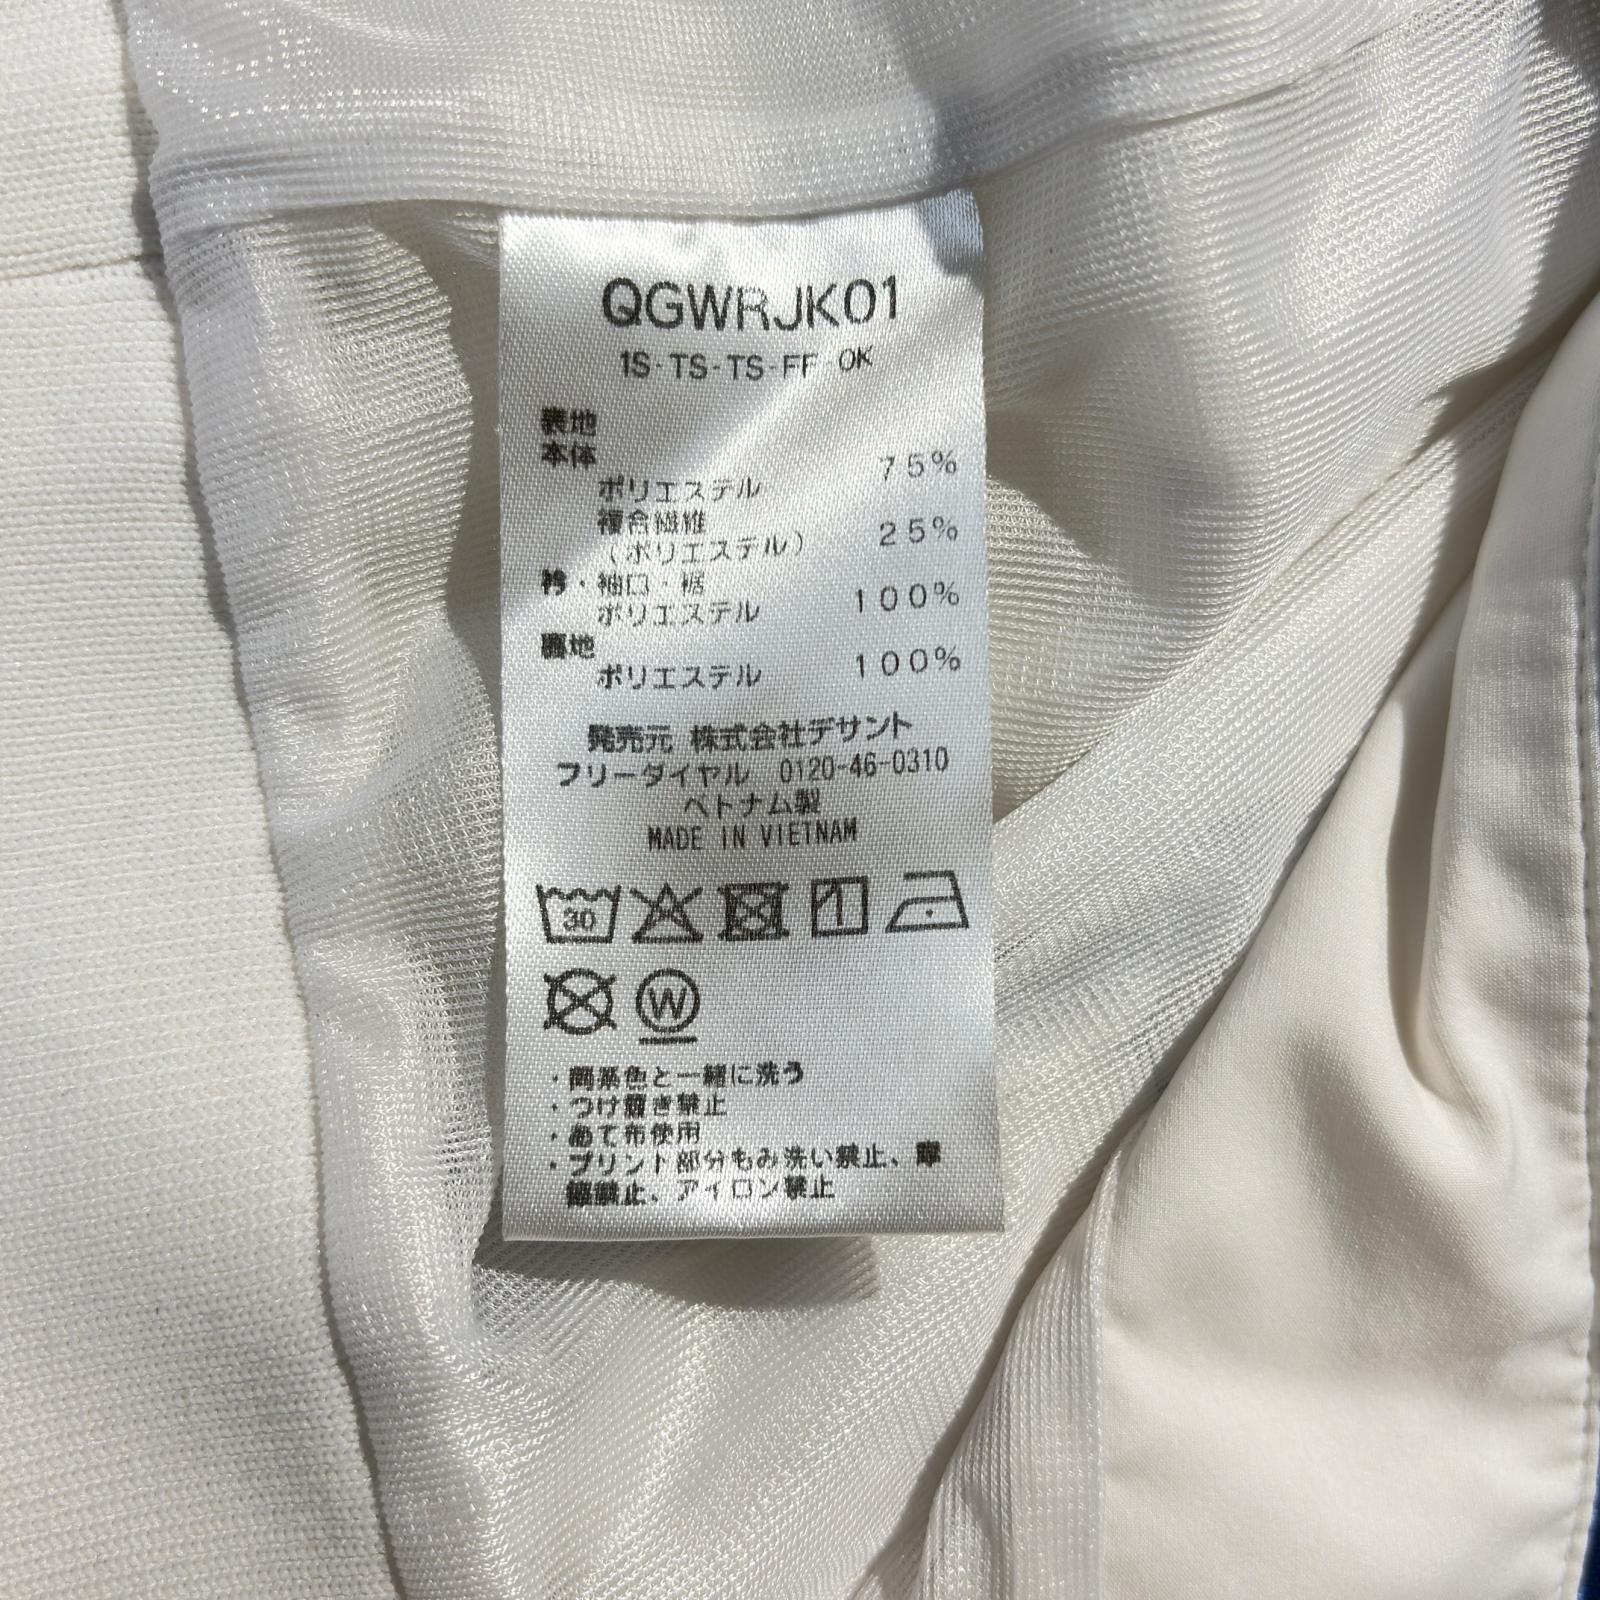 QGWRJK01
1S-TS-TS-FF OK
表地
本体
ポリエステル 75%
複合繊維
（ポリエステル） 25%
衿・袖口・裾
ポリエステル 100%
裏地
ポリエステル 100%
発売元 株式会社デサント
フリーダイヤル 0120-46-0310
ベトナム製
MADE IN VIETNAM
30
W
・同系色と一緒に洗う
・つけ置き禁止
・あて布使用
・プリント部分もみ洗い禁止、摩
擦禁止、アイロン禁止